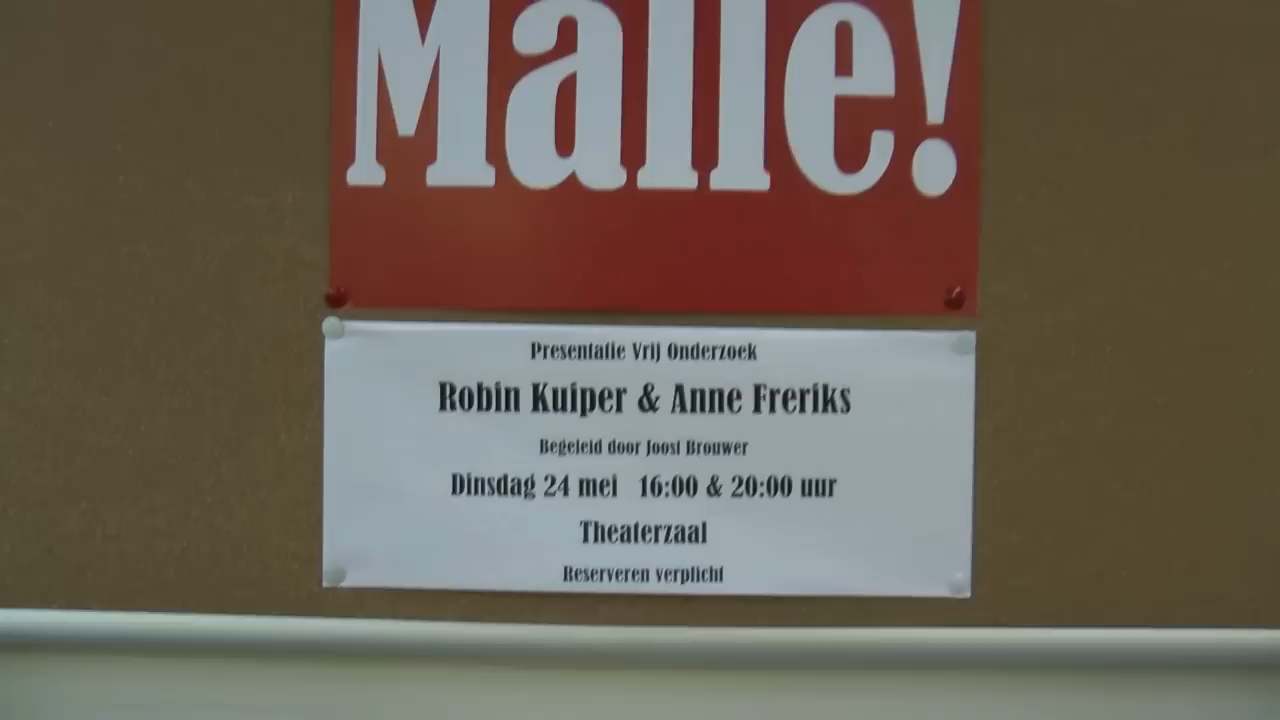 Malle!
Presentatie Vrij Onderzoek
Robin Kuiper & Anne Freriks
Begeleid door Joost Brouwer
Dinsdag 24 mei 16:00 & 20:00 uur
Theaterzaal
Reserveren verplicht